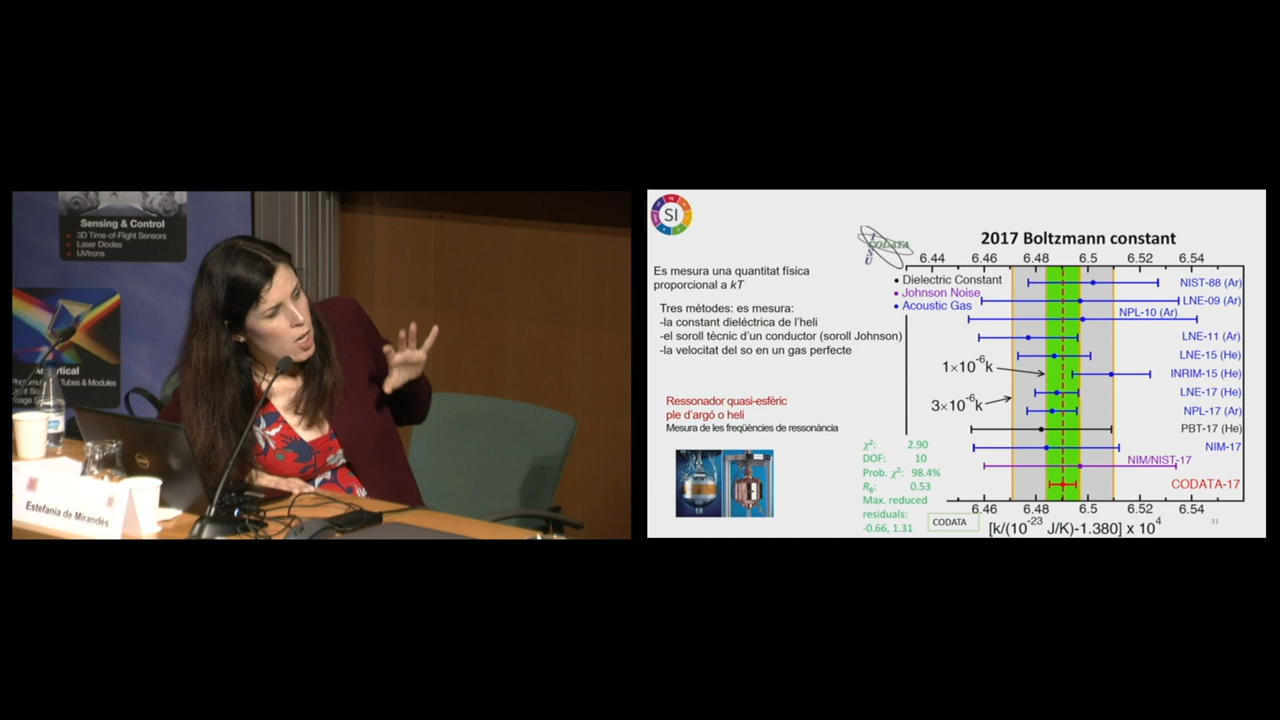 Sensing & Control
3D Time-of-Flight Sensors
Laser Diodes
UVtrons
Tubes & Modules
Estefania de Mirandés
SI
Es mesura una quantitat física
proporcional a kT
Tres mètodes: es mesura:
-la constant dieléctrica de l'heli
-el soroll tècnic d'un conductor (soroll Johnson)
-la velocitat del so en un gas perfecte
Ressonador quasi-esfèric
ple d'argó o heli
Mesura de les freqüències de ressonància
CODATA
2017 Boltzmann constant
6.44 6.46 6.48 6.5 6.52 6.54
• Dielectric Constant
• Johnson Noise
• Acoustic Gas
NIST-88 (Ar)
LNE-09 (Ar)
NPL-10 (Ar)
LNE-11 (Ar)
LNE-15 (He)
1×10⁻⁶k
INRIM-15 (He)
LNE-17 (He)
3×10⁻⁶k
NPL-17 (Ar)
PBT-17 (He)
NIM-17
NIM/NIST-17
CODATA-17
χ²: 2.90
DOF: 10
Prob. χ²: 98.4%
R_B: 0.53
Max. reduced
residuals:
-0.66, 1.31
CODATA
6.46 6.48 6.5 6.52 6.54
[k/(10⁻²³ J/K)-1.380] x 10⁴
31